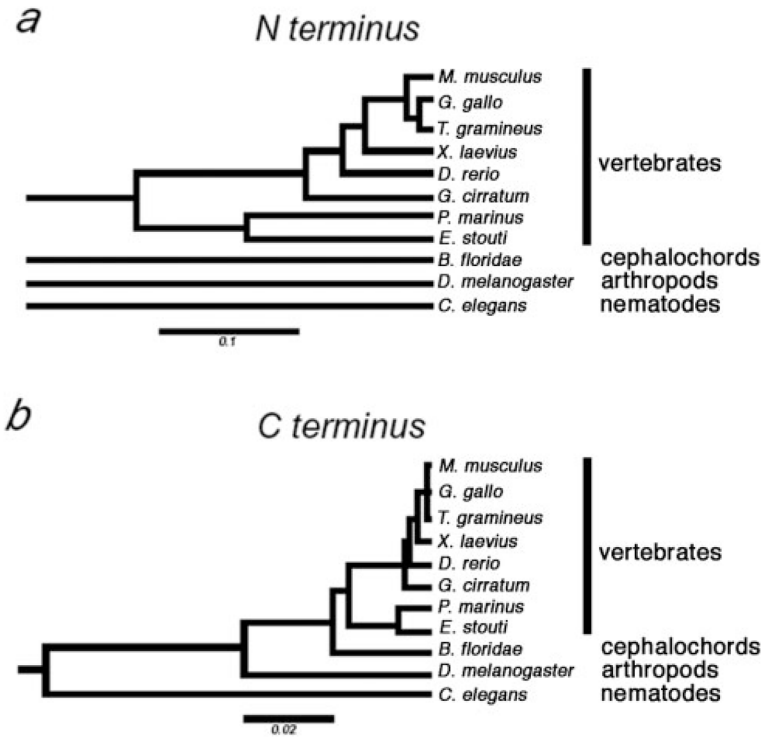 a
N terminus
M. musculus
G. gallo
T. gramineus
X. laevius
D. rerio
G. cirratum
P. marinus
E. stouti
vertebrates
B. floridae cephalochords
D. melanogaster arthropods
C. elegans nematodes
0.1
b
C terminus
M. musculus
G. gallo
T. gramineus
X. laevius
D. rerio
G. cirratum
P. marinus
E. stouti
vertebrates
B. floridae cephalochords
D. melanogaster arthropods
C. elegans nematodes
0.02